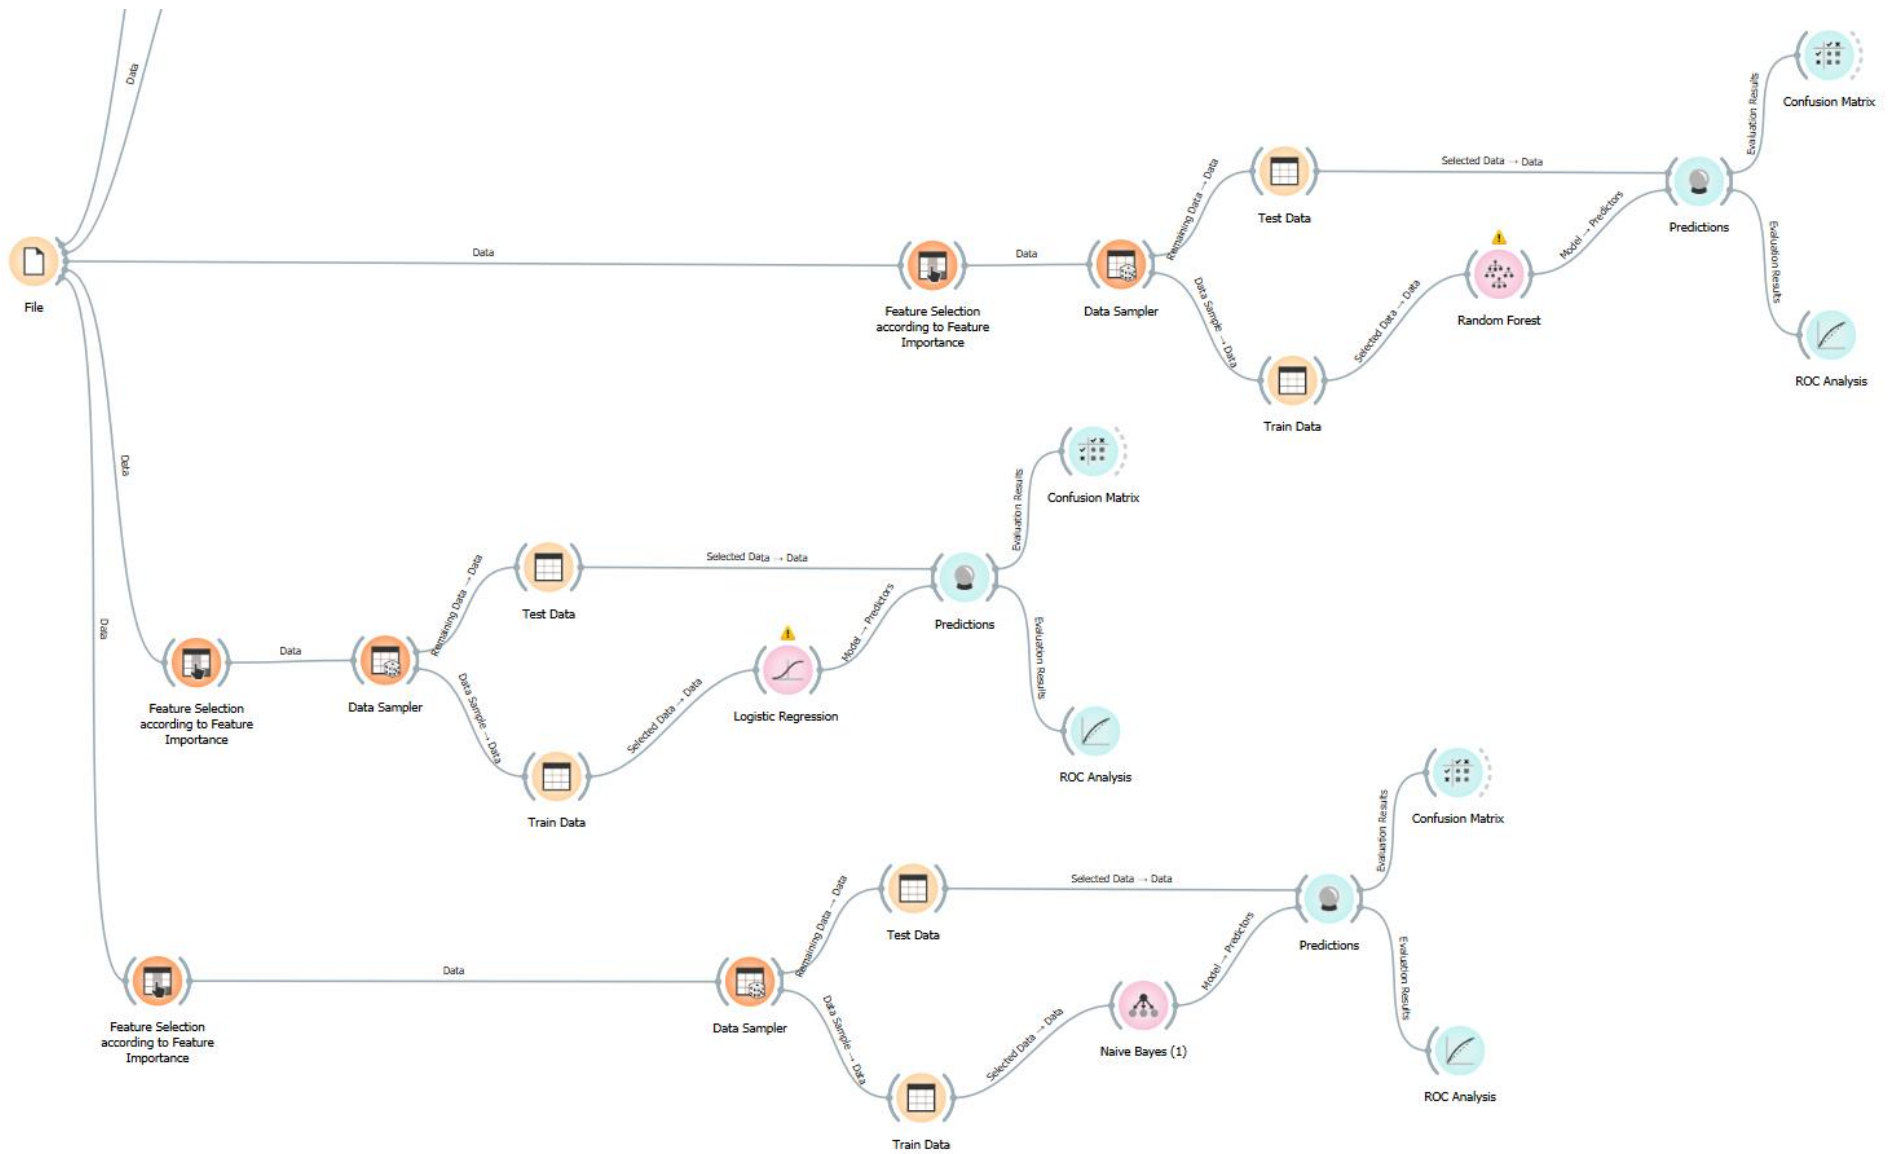 Data
File
Data
Feature Selection
according to Feature
Importance
Data
Data Sampler
Remaining Data → Data
Data Sample → Data
Test Data
Train Data
Selected Data → Data
Selected Data → Data
Random Forest
Model → Predictors
Predictions
Evaluation Results
Evaluation Results
Confusion Matrix
ROC Analysis
Data
Feature Selection
according to Feature
Importance
Data
Data Sampler
Remaining Data → Data
Data Sample → Data
Test Data
Train Data
Selected Data → Data
Selected Data → Data
Logistic Regression
Model → Predictors
Predictions
Evaluation Results
Evaluation Results
Confusion Matrix
ROC Analysis
Data
Feature Selection
according to Feature
Importance
Data
Data Sampler
Remaining Data → Data
Data Sample → Data
Test Data
Train Data
Selected Data → Data
Selected Data → Data
Naive Bayes (1)
Model → Predictors
Predictions
Evaluation Results
Evaluation Results
Confusion Matrix
ROC Analysis